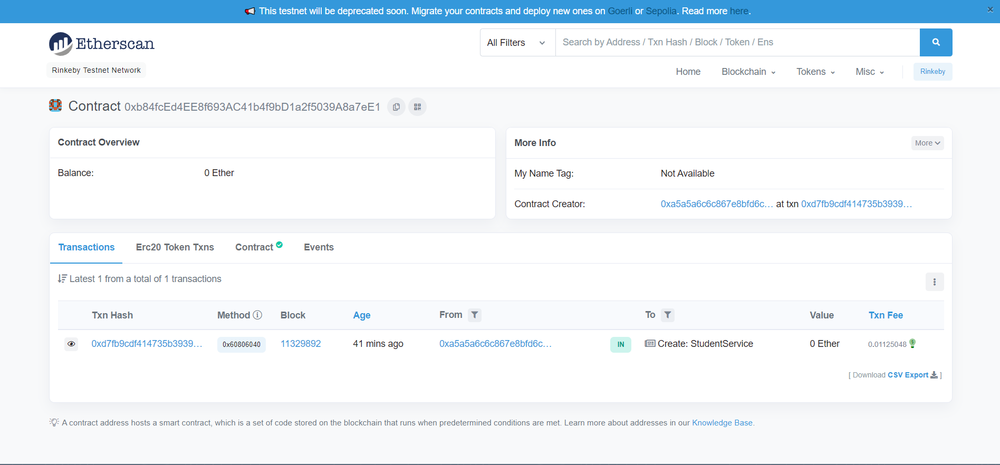 This testnet will be deprecated soon. Migrate your contracts and deploy new ones on Goerli or Sepolia. Read more here.
Etherscan
All Filters
Search by Address / Txn Hash / Block / Token / Ens
Rinkeby Testnet Network
Home Blockchain Tokens Misc Rinkeby
Contract 0xb84fcEd4EE8f693AC41b4f9bD1a2f5039A8a7eE1
Contract Overview
Balance: 0 Ether
More Info More
My Name Tag: Not Available
Contract Creator: 0xa5a5a6c6c867e8bfd6c... at txn 0xd7fb9cdf414735b3939...
Transactions Erc20 Token Txns Contract Events
Latest 1 from a total of 1 transactions
Txn Hash Method Block Age From To Value Txn Fee
0xd7fb9cdf414735b3939... 0x60806040 11329892 41 mins ago 0xa5a5a6c6c867e8bfd6c... IN Create: StudentService 0 Ether 0.01125048
[ Download CSV Export ]
A contract address hosts a smart contract, which is a set of code stored on the blockchain that runs when predetermined conditions are met. Learn more about addresses in our Knowledge Base.